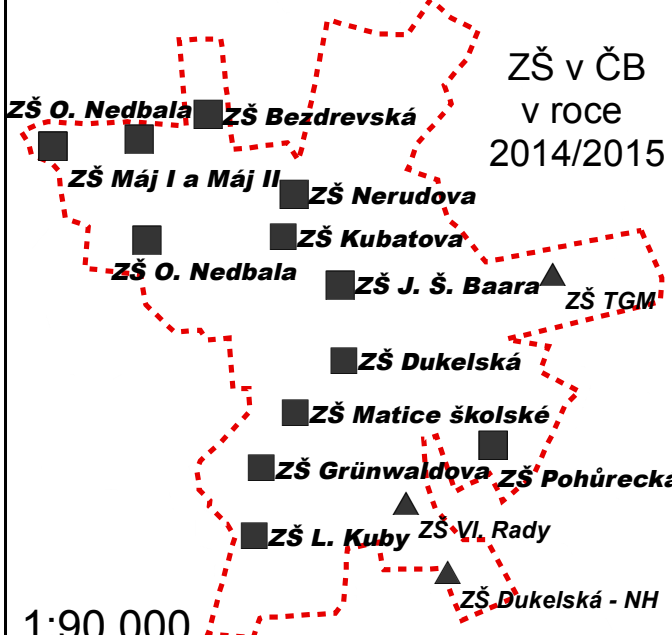 ZŠ v ČB
v roce
2014/2015
ZŠ O. Nedbala
ZŠ Bezdrevská
ZŠ Máj I a Máj II
ZŠ Nerudova
ZŠ Kubatova
ZŠ O. Nedbala
ZŠ J. Š. Baara
ZŠ TGM
ZŠ Dukelská
ZŠ Matice školské
ZŠ Grünwaldova
ZŠ Pohůrecká
ZŠ L. Kuby
ZŠ Vl. Rady
ZŠ Dukelská - NH
1:90 000